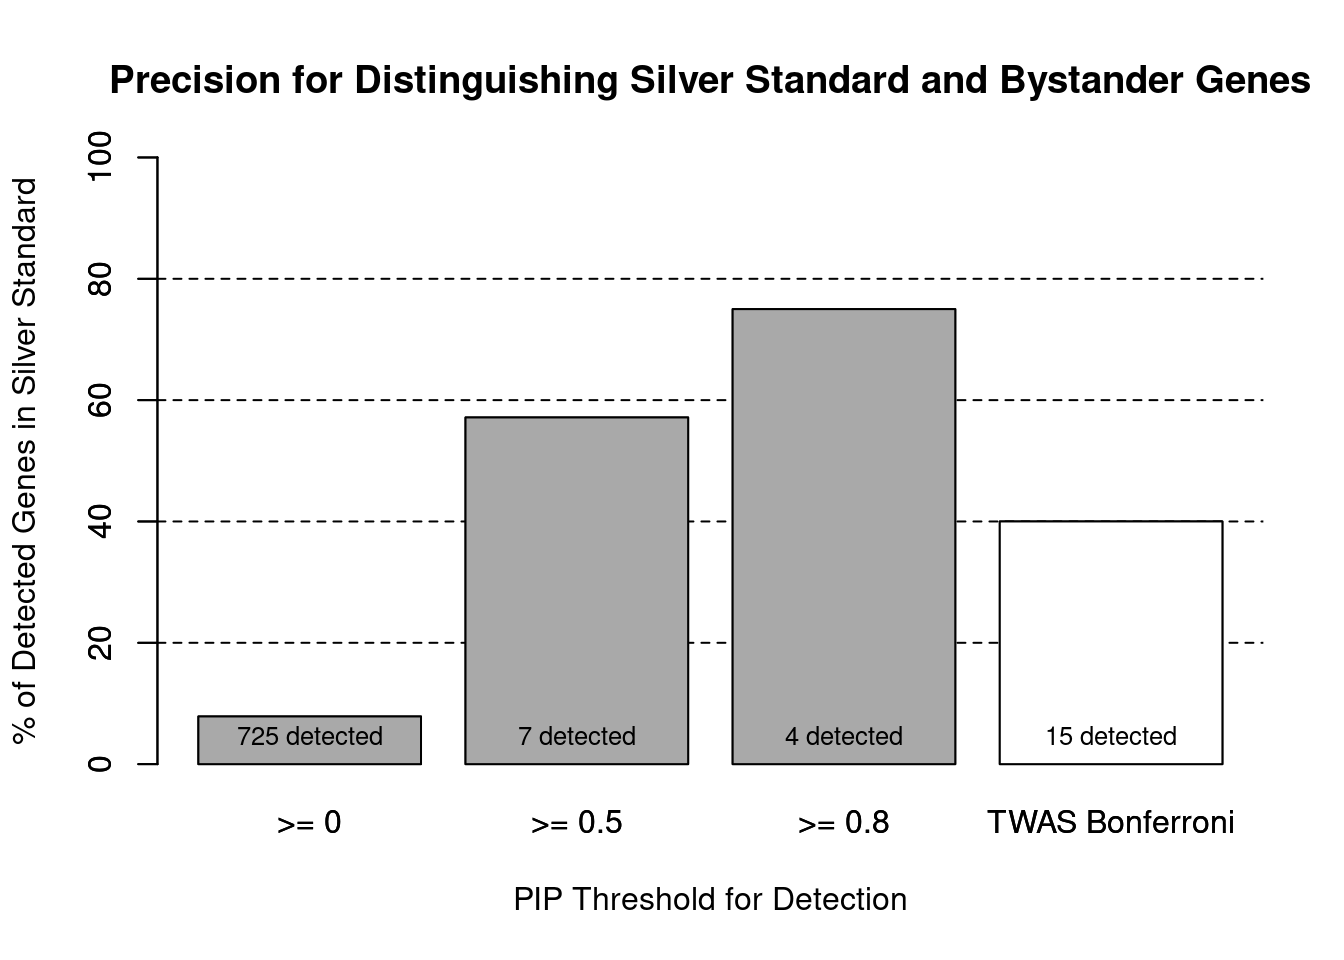 Precision for Distinguishing Silver Standard and Bystander Genes
% of Detected Genes in Silver Standard
100
80
60
40
20
0
725 detected
7 detected
4 detected
15 detected
>= 0
>= 0.5
>= 0.8
TWAS Bonferroni
PIP Threshold for Detection